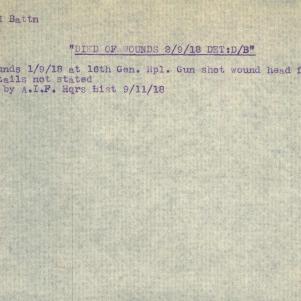 Battn
"DIED OF WOUNDS 2/9/18 DET:D/B"
unds 1/9/18 at 16th Gen. Hpl. Gun shot wound head f
tails not stated
by A.I.F. Hqrs List 9/11/18